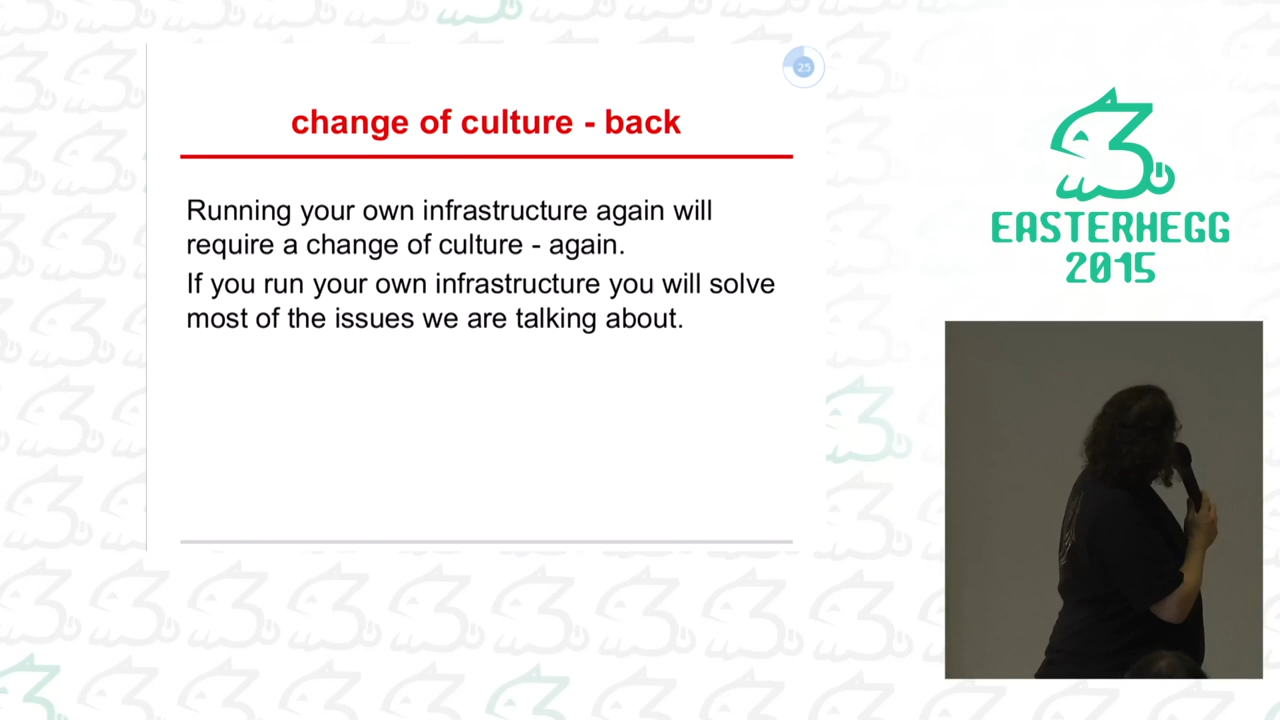 25
change of culture - back
Running your own infrastructure again will
require a change of culture - again.
If you run your own infrastructure you will solve
most of the issues we are talking about.
EASTERHEGG
2015